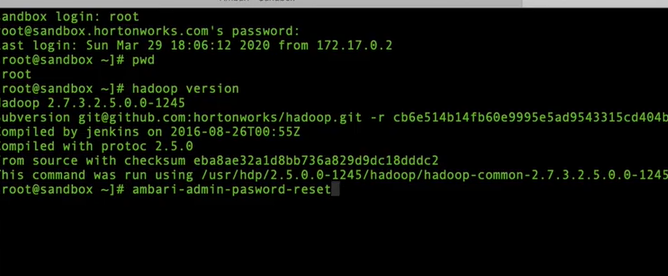 andbox login: root
root@sandbox.hortonworks.com's password:
ast login: Sun Mar 29 18:06:12 2020 from 172.17.0.2
root@sandbox ~]# pwd
root
root@sandbox ~]# hadoop version
adoop 2.7.3.2.5.0.0-1245
ubversion git@github.com:hortonworks/hadoop.git -r cb6e514b14fb60e9995e5ad9543315cd404b
ompiled by jenkins on 2016-08-26T00:55Z
ompiled with protoc 2.5.0
rom source with checksum eba8ae32a1d8bb736a829d9dc18dddc2
his command was run using /usr/hdp/2.5.0.0-1245/hadoop/hadoop-common-2.7.3.2.5.0.0-1245
root@sandbox ~]# ambari-admin-pasword-reset